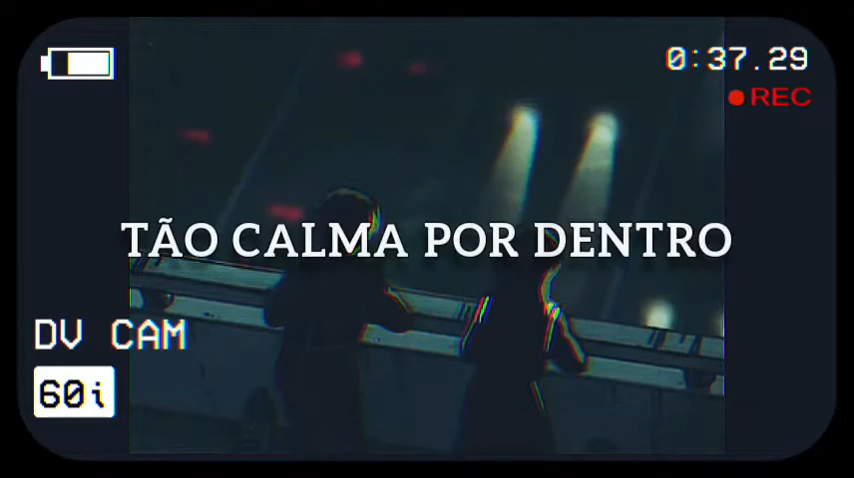 0:37.29
REC
TÃO CALMA POR DENTRO
DV CAM
60i